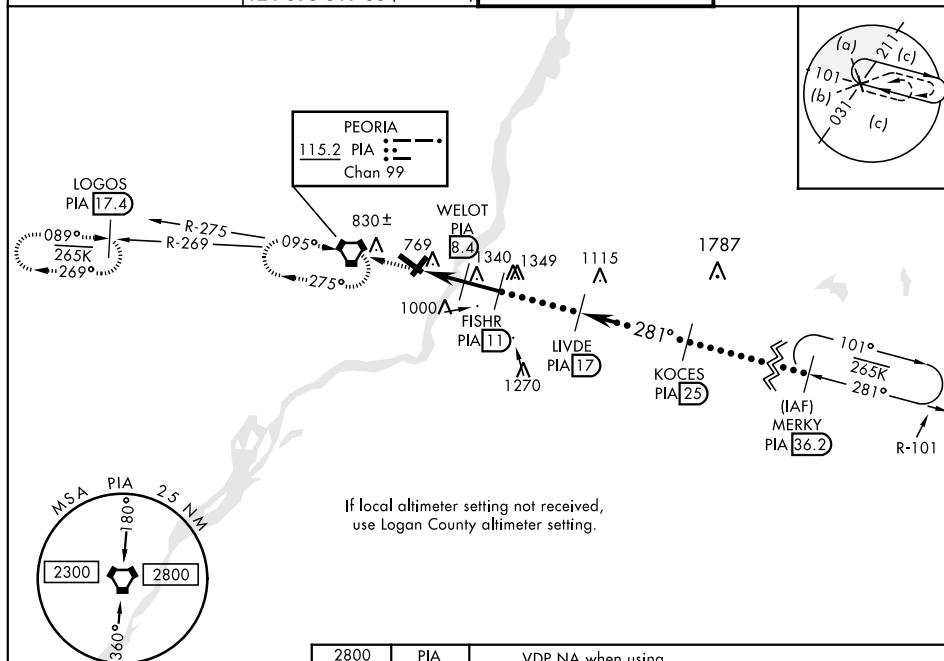 (a)
211
(c)
101
(b)
031
(c)
PEORIA
115.2 PIA
Chan 99
LOGOS
PIA 17.4
R-275
R-269
089°
265K
269°
095°
275°
830 ±
769
WELOT
PIA
8.4
1340
1349
1115
1787
1000
FISHR
PIA 11
1270
LIVDE
PIA 17
281°
KOCES
PIA 25
101°
265K
281°
(IAF)
MERKY
PIA 36.2
R-101
If local altimeter setting not received,
use Logan County altimeter setting.
MSA PIA 25 NM
180°
2300
2800
360°
2800
PIA
VDP NA when using